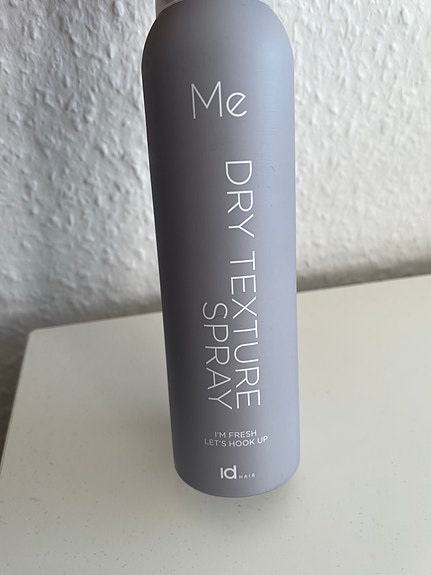 Me
DRY TEXTURE
SPRAY
I'M FRESH
LET'S HOOK UP
id HAIR